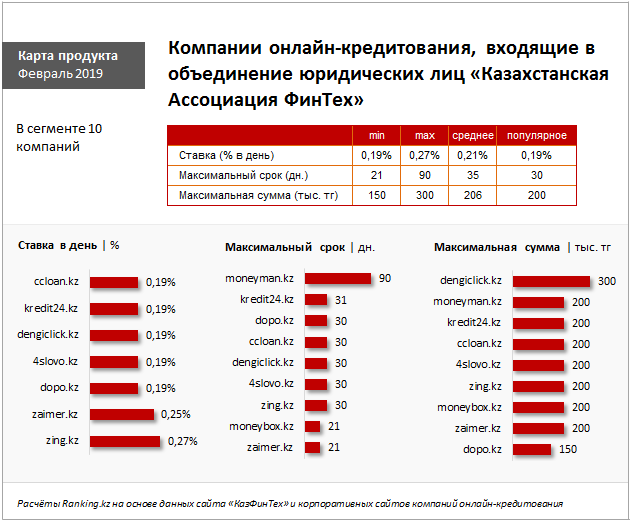 Карта продукта
Февраль 2019
Компании онлайн-кредитования, входящие в
объединение юридических лиц «Казахстанская
Ассоциация ФинТех»
В сегменте 10
компаний
min max среднее популярное
Ставка (% в день) 0,19% 0,27% 0,21% 0,19%
Максимальный срок (дн.) 21 90 35 30
Максимальная сумма (тыс. тг) 150 300 206 200
Ставка в день | %
ccloan.kz 0,19%
kredit24.kz 0,19%
dengiclick.kz 0,19%
4slovo.kz 0,19%
dopo.kz 0,19%
zaimer.kz 0,25%
zing.kz 0,27%
Максимальный срок | дн.
moneyman.kz 90
kredit24.kz 31
dopo.kz 30
ccloan.kz 30
dengiclick.kz 30
4slovo.kz 30
zing.kz 30
moneybox.kz 21
zaimer.kz 21
Максимальная сумма | тыс. тг
dengiclick.kz 300
moneyman.kz 200
kredit24.kz 200
ccloan.kz 200
4slovo.kz 200
zing.kz 200
moneybox.kz 200
zaimer.kz 200
dopo.kz 150
Расчёты Ranking.kz на основе данных сайта «КазФинТех» и корпоративных сайтов компаний онлайн-кредитования